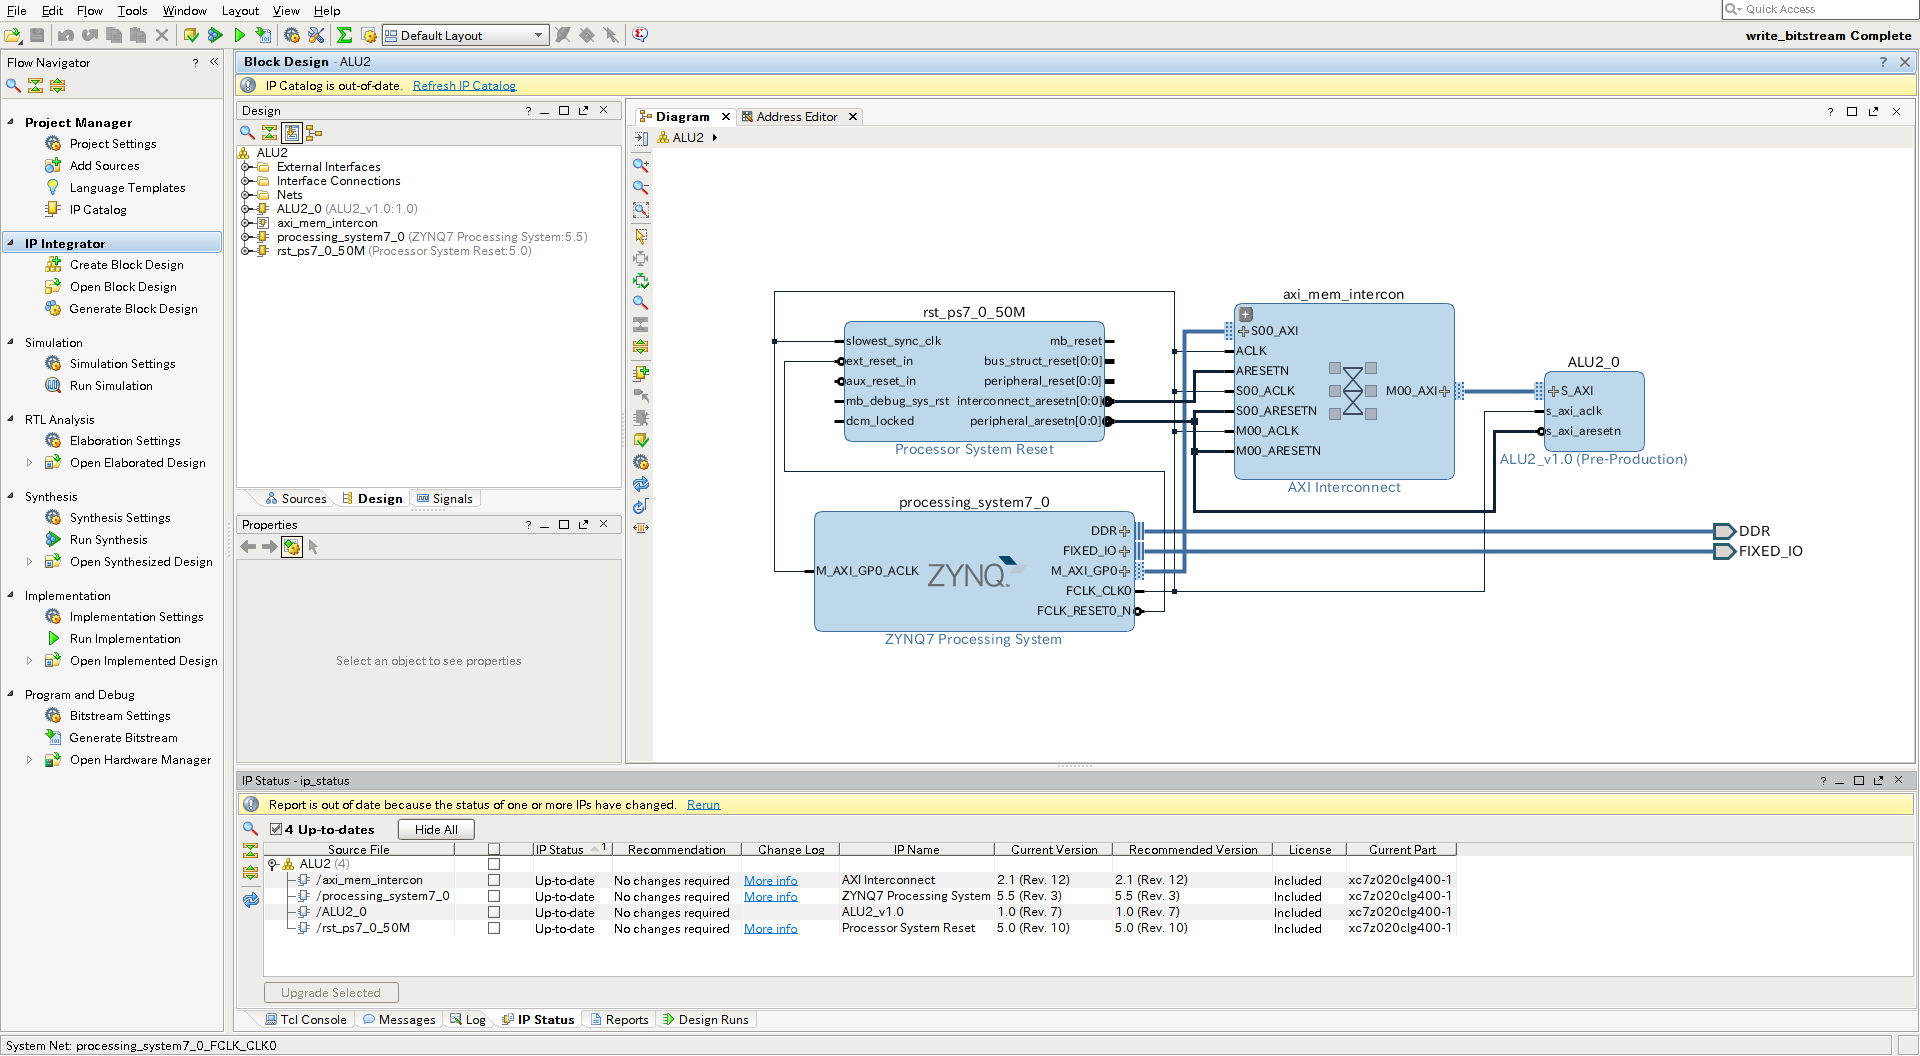 File Edit Flow Tools Window Layout View Help
Quick Access
Default Layout
write_bitstream Complete
Flow Navigator ? «
Project Manager
Project Settings
Add Sources
Language Templates
IP Catalog
IP Integrator
Create Block Design
Open Block Design
Generate Block Design
Simulation
Simulation Settings
Run Simulation
RTL Analysis
Elaboration Settings
Open Elaborated Design
Synthesis
Synthesis Settings
Run Synthesis
Open Synthesized Design
Implementation
Implementation Settings
Run Implementation
Open Implemented Design
Program and Debug
Bitstream Settings
Generate Bitstream
Open Hardware Manager
Block Design - ALU2
IP Catalog is out-of-date. Refresh IP Catalog
Design
ALU2
External Interfaces
Interface Connections
Nets
ALU2_0 (ALU2_v1.0:1.0)
axi_mem_intercon
processing_system7_0 (ZYNQ7 Processing System:5.5)
rst_ps7_0_50M (Processor System Reset:5.0)
Sources Design Signals
Properties
Select an object to see properties
Diagram Address Editor
ALU2
rst_ps7_0_50M
slowest_sync_clk
ext_reset_in
aux_reset_in
mb_debug_sys_rst
dcm_locked
mb_reset
bus_struct_reset[0:0]
peripheral_reset[0:0]
interconnect_aresetn[0:0]
peripheral_aresetn[0:0]
Processor System Reset
axi_mem_intercon
S00_AXI
ACLK
ARESETN
S00_ACLK
S00_ARESETN
M00_ACLK
M00_ARESETN
M00_AXI
AXI Interconnect
ALU2_0
S_AXI
s_axi_aclk
s_axi_aresetn
ALU2_v1.0 (Pre-Production)
processing_system7_0
M_AXI_GP0_ACLK
ZYNQ
DDR
FIXED_IO
M_AXI_GP0
FCLK_CLK0
FCLK_RESET0_N
ZYNQ7 Processing System
DDR
FIXED_IO
IP Status - ip_status
Report is out of date because the status of one or more IPs have changed. Rerun
4 Up-to-dates Hide All
Source File IP Status 1 Recommendation Change Log IP Name Current Version Recommended Version License Current Part
ALU2 (4)
/axi_mem_intercon Up-to-date No changes required More info AXI Interconnect 2.1 (Rev. 12) 2.1 (Rev. 12) Included xc7z020clg400-1
/processing_system7_0 Up-to-date No changes required More info ZYNQ7 Processing System 5.5 (Rev. 3) 5.5 (Rev. 3) Included xc7z020clg400-1
/ALU2_0 Up-to-date No changes required ALU2_v1.0 1.0 (Rev. 7) 1.0 (Rev. 7) Included xc7z020clg400-1
/rst_ps7_0_50M Up-to-date No changes required More info Processor System Reset 5.0 (Rev. 10) 5.0 (Rev. 10) Included xc7z020clg400-1
Upgrade Selected
Tcl Console Messages Log IP Status Reports Design Runs
System Net: processing_system7_0_FCLK_CLK0